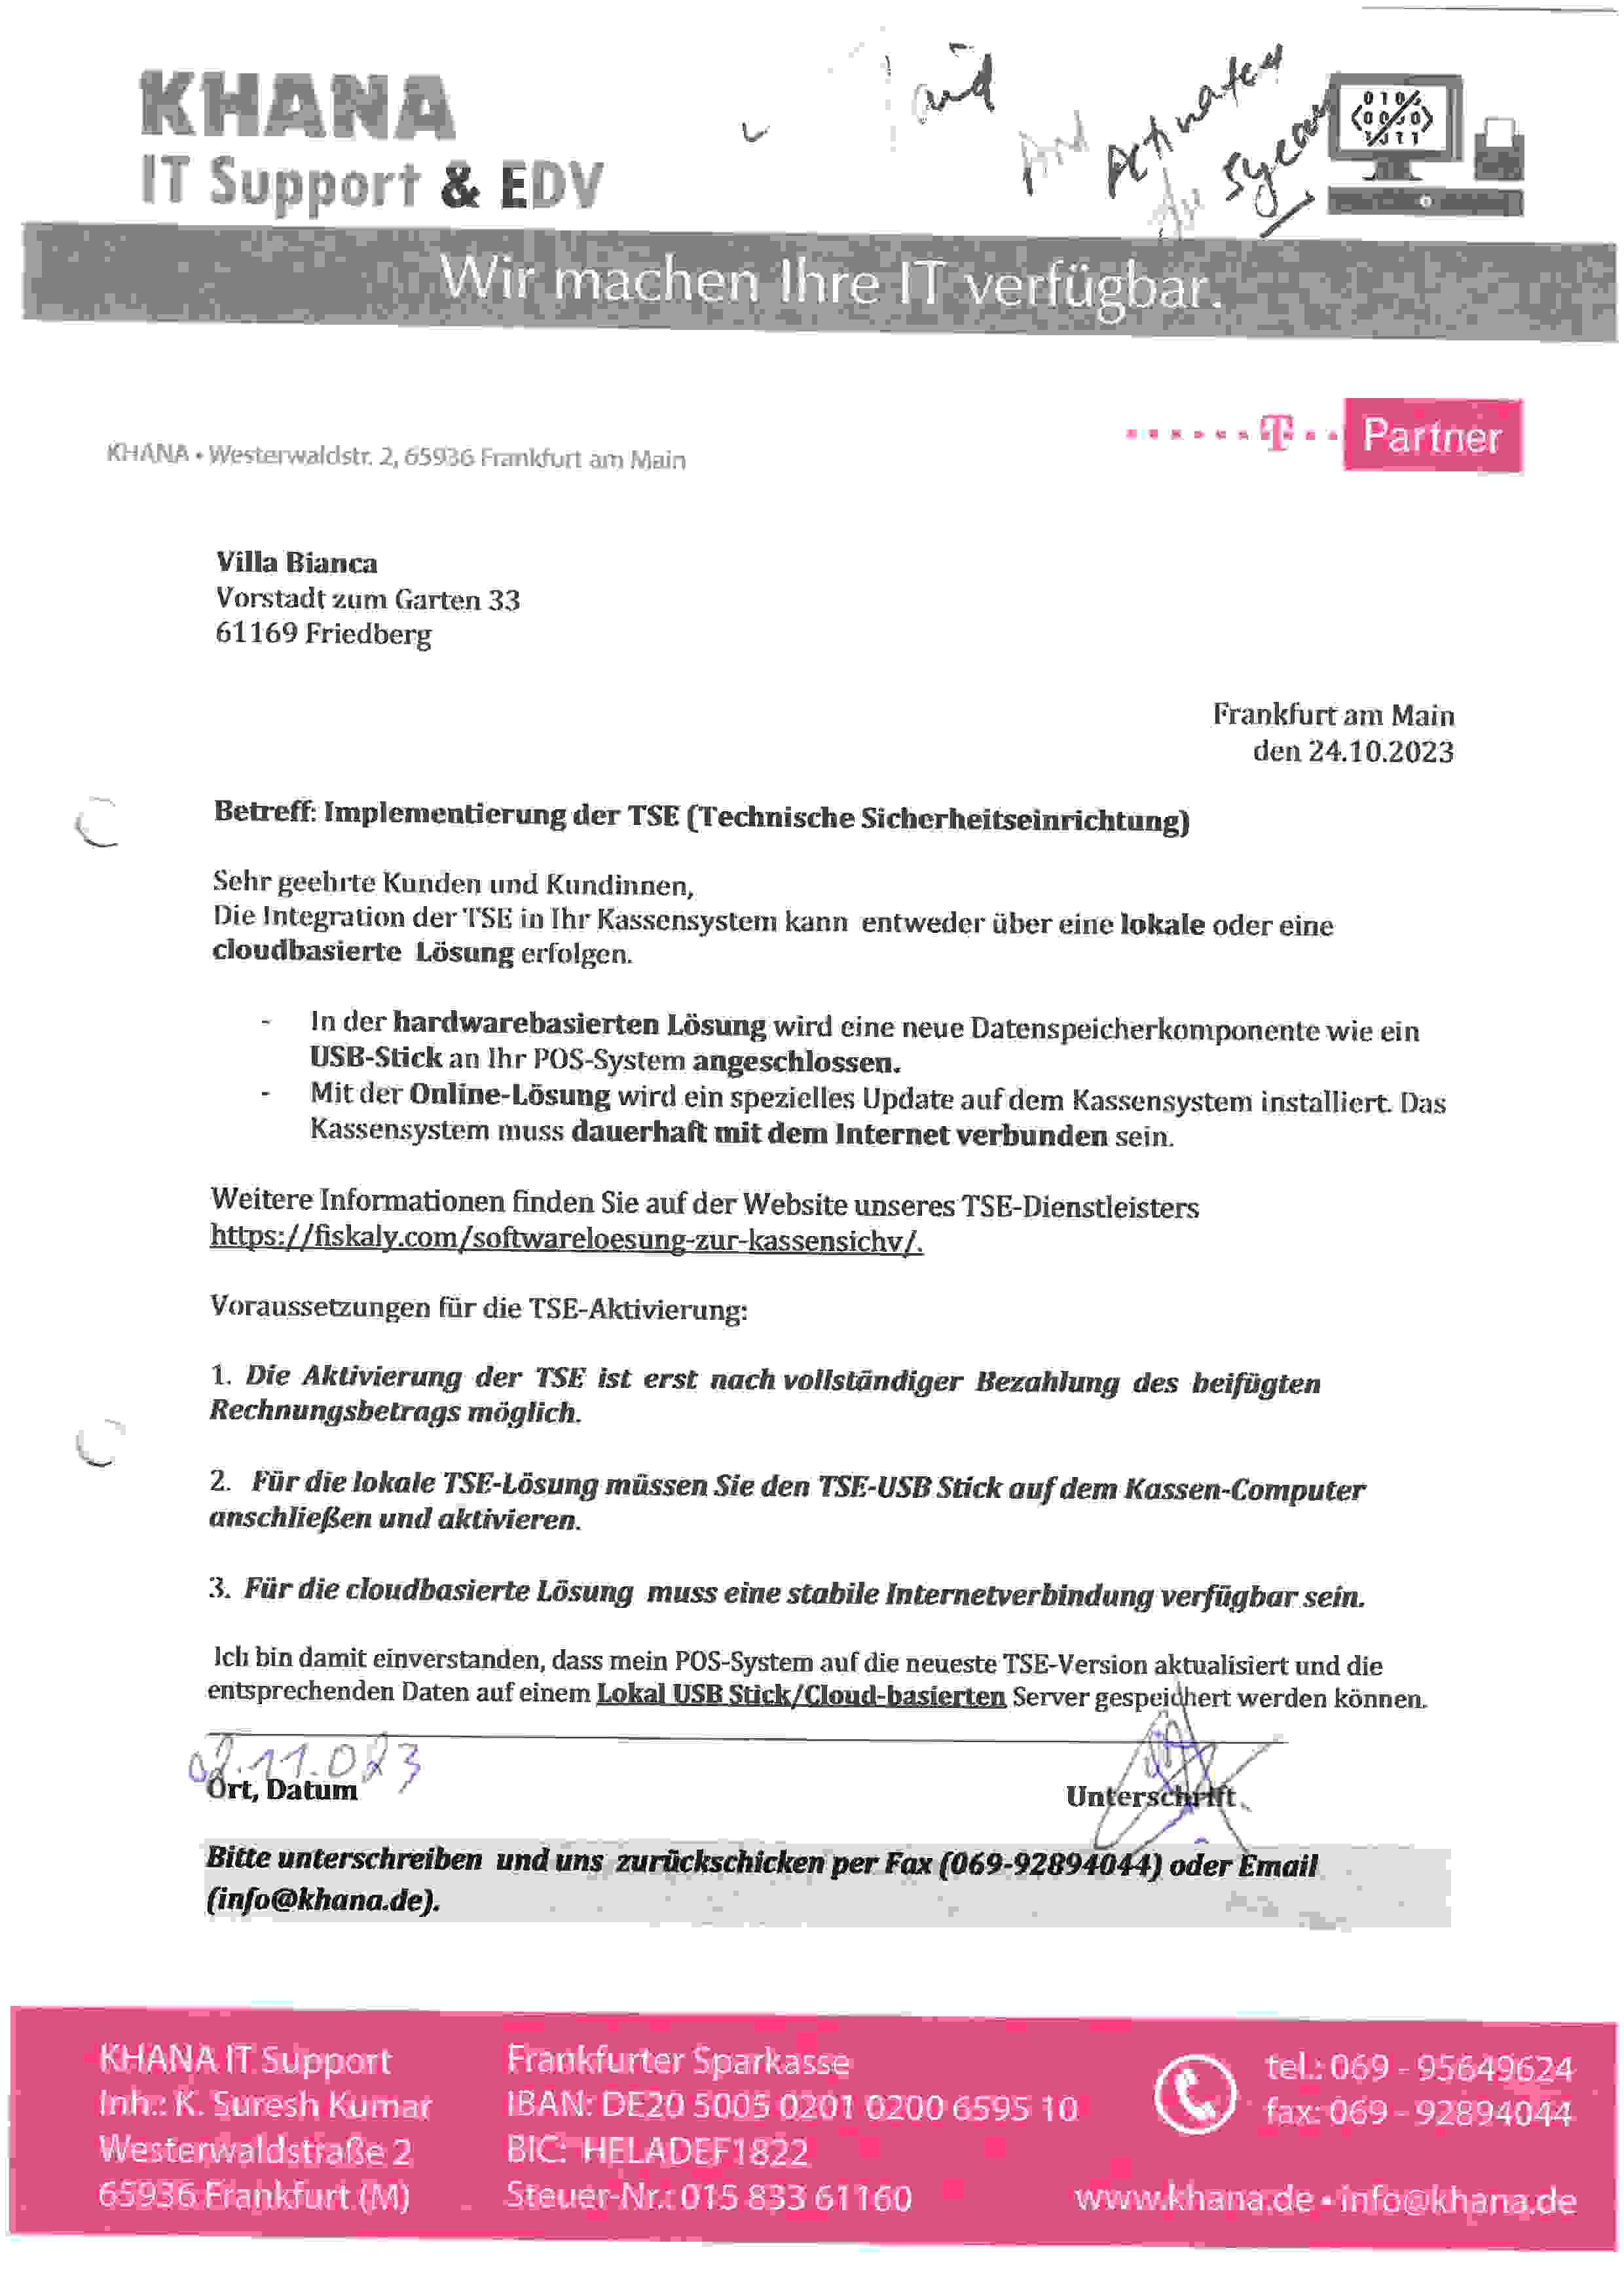 KHANA
IT Support & EDV
and
And
Activated
for 5years
Wir machen Ihre IT verfügbar.
KHANA • Westerwaldstr. 2, 65936 Frankfurt am Main
T Partner
Villa Bianca
Vorstadt zum Garten 33
61169 Friedberg
Frankfurt am Main
den 24.10.2023
Betreff: Implementierung der TSE (Technische Sicherheitseinrichtung)
Sehr geehrte Kunden und Kundinnen,
Die Integration der TSE in Ihr Kassensystem kann entweder über eine lokale oder eine
cloudbasierte Lösung erfolgen.
- In der hardwarebasierten Lösung wird eine neue Datenspeicherkomponente wie ein
USB-Stick an Ihr POS-System angeschlossen.
- Mit der Online-Lösung wird ein spezielles Update auf dem Kassensystem installiert. Das
Kassensystem muss dauerhaft mit dem Internet verbunden sein.
Weitere Informationen finden Sie auf der Website unseres TSE-Dienstleisters
https://fiskaly.com/softwareloesung-zur-kassensichv/.
Voraussetzungen für die TSE-Aktivierung:
1. Die Aktivierung der TSE ist erst nach vollständiger Bezahlung des beifügten
Rechnungsbetrags möglich.
2. Für die lokale TSE-Lösung müssen Sie den TSE-USB Stick auf dem Kassen-Computer
anschließen und aktivieren.
3. Für die cloudbasierte Lösung muss eine stabile Internetverbindung verfügbar sein.
Ich bin damit einverstanden, dass mein POS-System auf die neueste TSE-Version aktualisiert und die
entsprechenden Daten auf einem Lokal USB Stick/Cloud-basierten Server gespeichert werden können.
02.11.023
Ort, Datum
Unterschrift
Bitte unterschreiben und uns zurückschicken per Fax (069-92894044) oder Email
(info@khana.de).
KHANA IT Support
Inh.: K. Suresh Kumar
Westerwaldstraße 2
65936 Frankfurt (M)
Frankfurter Sparkasse
IBAN: DE20 5005 0201 0200 6595 10
BIC: HELADEF1822
Steuer-Nr.: 015 833 61160
tel.: 069 - 95649624
fax: 069 - 92894044
www.khana.de • info@khana.de